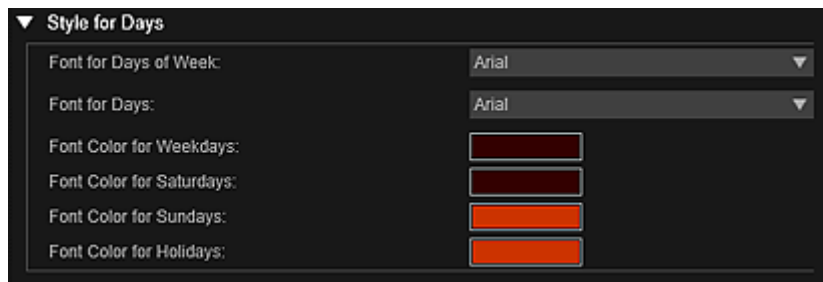 Style for Days
Font for Days of Week: Arial
Font for Days: Arial
Font Color for Weekdays:
Font Color for Saturdays:
Font Color for Sundays:
Font Color for Holidays: